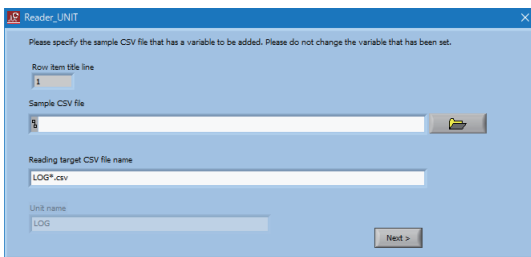 Reader_UNIT
Please specify the sample CSV file that has a variable to be added. Please do not change the variable that has been set.
Row item title line
1
Sample CSV file
Reading target CSV file name
LOG*.csv
Unit name
LOG
Next >